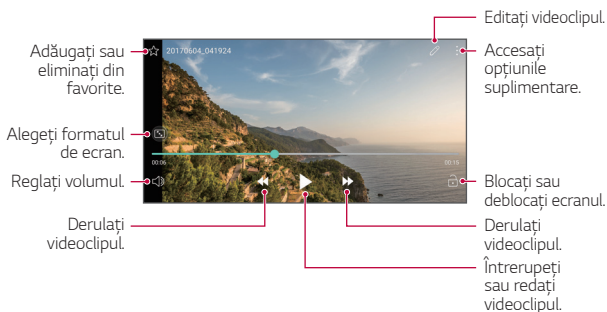 Editați videoclipul.
Adăugați sau
eliminați din
favorite.
20170604_041924
Accesați
opțiunile
suplimentare.
Alegeți formatul
de ecran.
00:06
00:15
Reglați volumul.
Blocați sau
deblocați ecranul.
Derulați
videoclipul.
Derulați
videoclipul.
Întrerupeți
sau redați
videoclipul.